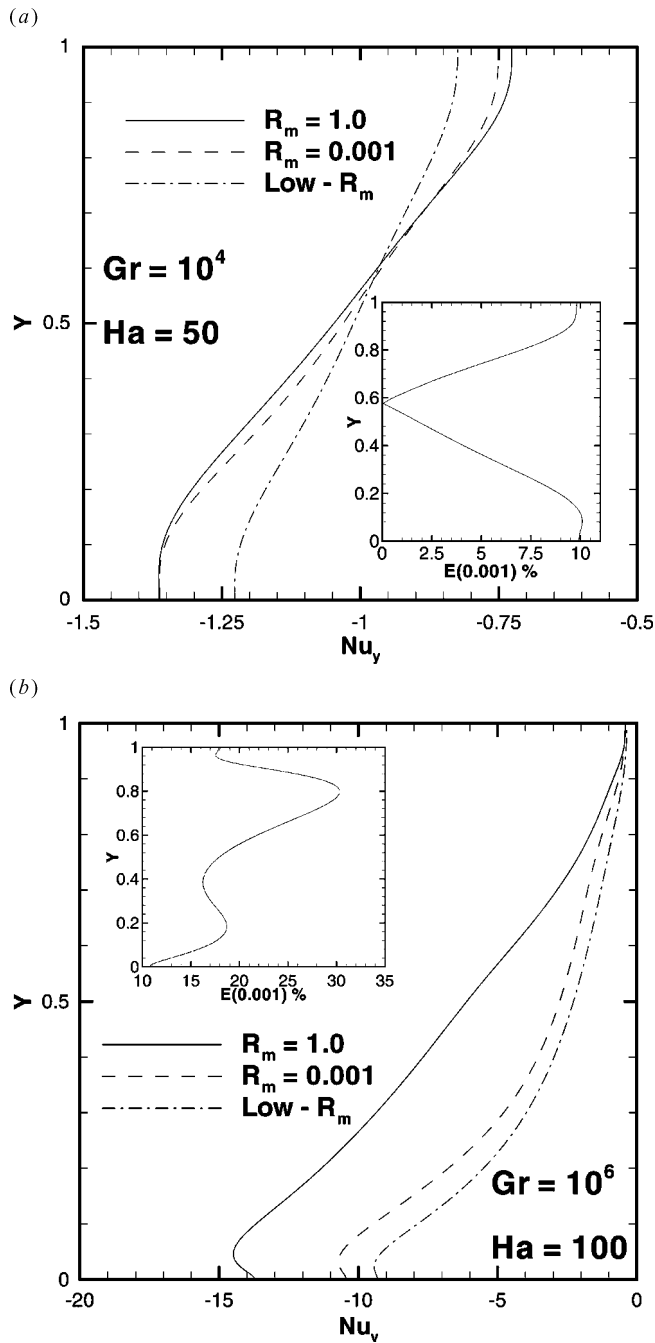 (a)
1
R_m = 1.0
R_m = 0.001
Low - R_m
Gr = 10^4
Ha = 50
Y
0.5
1
0.8
0.6
Y
0.4
0.2
0
0 2.5 5 7.5 10
E(0.001) %
0
-1.5 -1.25 -1 -0.75 -0.5
Nu_y
(b)
1
1
0.8
0.6
Y
0.4
0.2
0
10 15 20 25 30 35
E(0.001) %
Y
0.5
R_m = 1.0
R_m = 0.001
Low - R_m
Gr = 10^6
Ha = 100
0
-20 -15 -10 -5 0
Nu_y